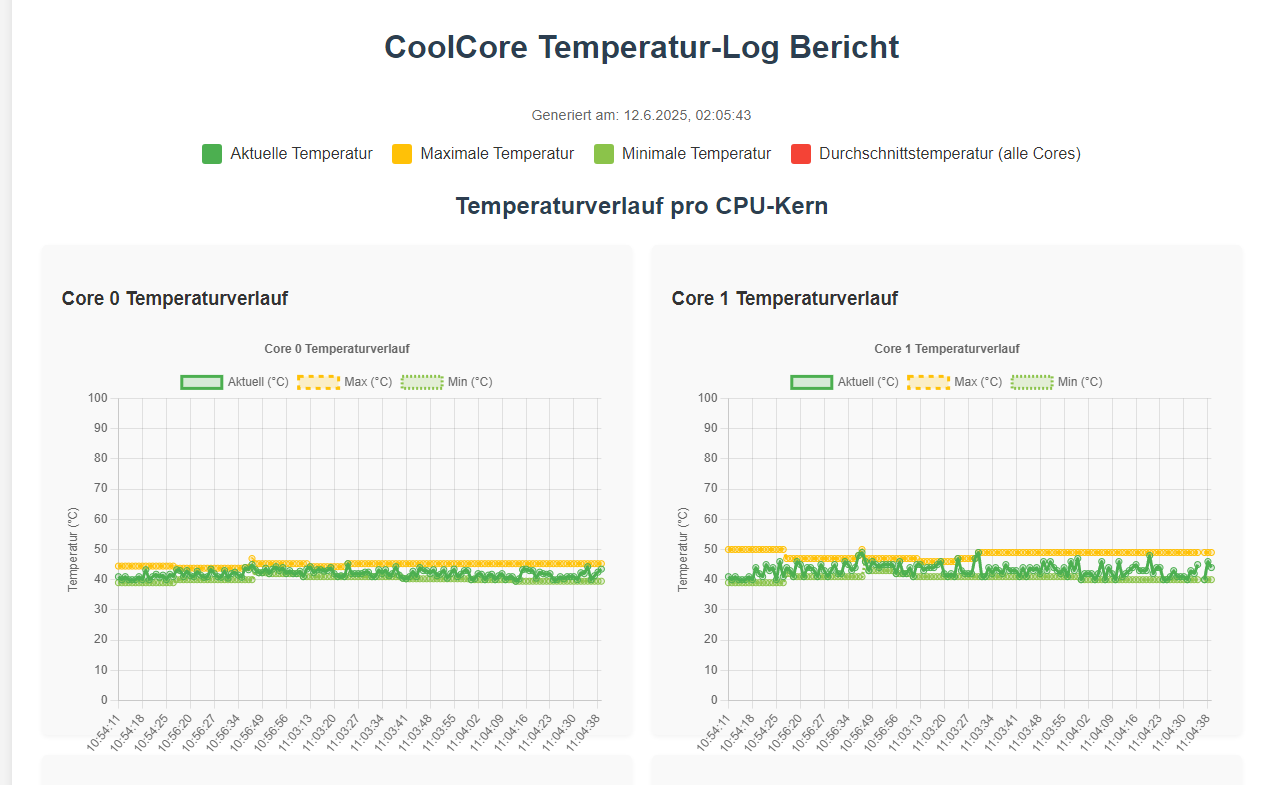 CoolCore Temperatur-Log Bericht
Generiert am: 12.6.2025, 02:05:43
Aktuelle Temperatur Maximale Temperatur Minimale Temperatur Durchschnittstemperatur (alle Cores)
Temperaturverlauf pro CPU-Kern
Core 0 Temperaturverlauf
Core 0 Temperaturverlauf
Aktuell (°C) Max (°C) Min (°C)
Temperatur (°C)
100
90
80
70
60
50
40
30
20
10
0
10:54:11 10:54:18 10:54:25 10:56:20 10:56:27 10:56:34 10:56:49 10:56:56 11:03:13 11:03:20 11:03:27 11:03:34 11:03:41 11:03:48 11:03:55 11:04:02 11:04:09 11:04:16 11:04:23 11:04:30 11:04:38
Core 1 Temperaturverlauf
Core 1 Temperaturverlauf
Aktuell (°C) Max (°C) Min (°C)
Temperatur (°C)
100
90
80
70
60
50
40
30
20
10
0
10:54:11 10:54:18 10:54:25 10:56:20 10:56:27 10:56:34 10:56:49 10:56:56 11:03:13 11:03:20 11:03:27 11:03:34 11:03:41 11:03:48 11:03:55 11:04:02 11:04:09 11:04:16 11:04:23 11:04:30 11:04:38